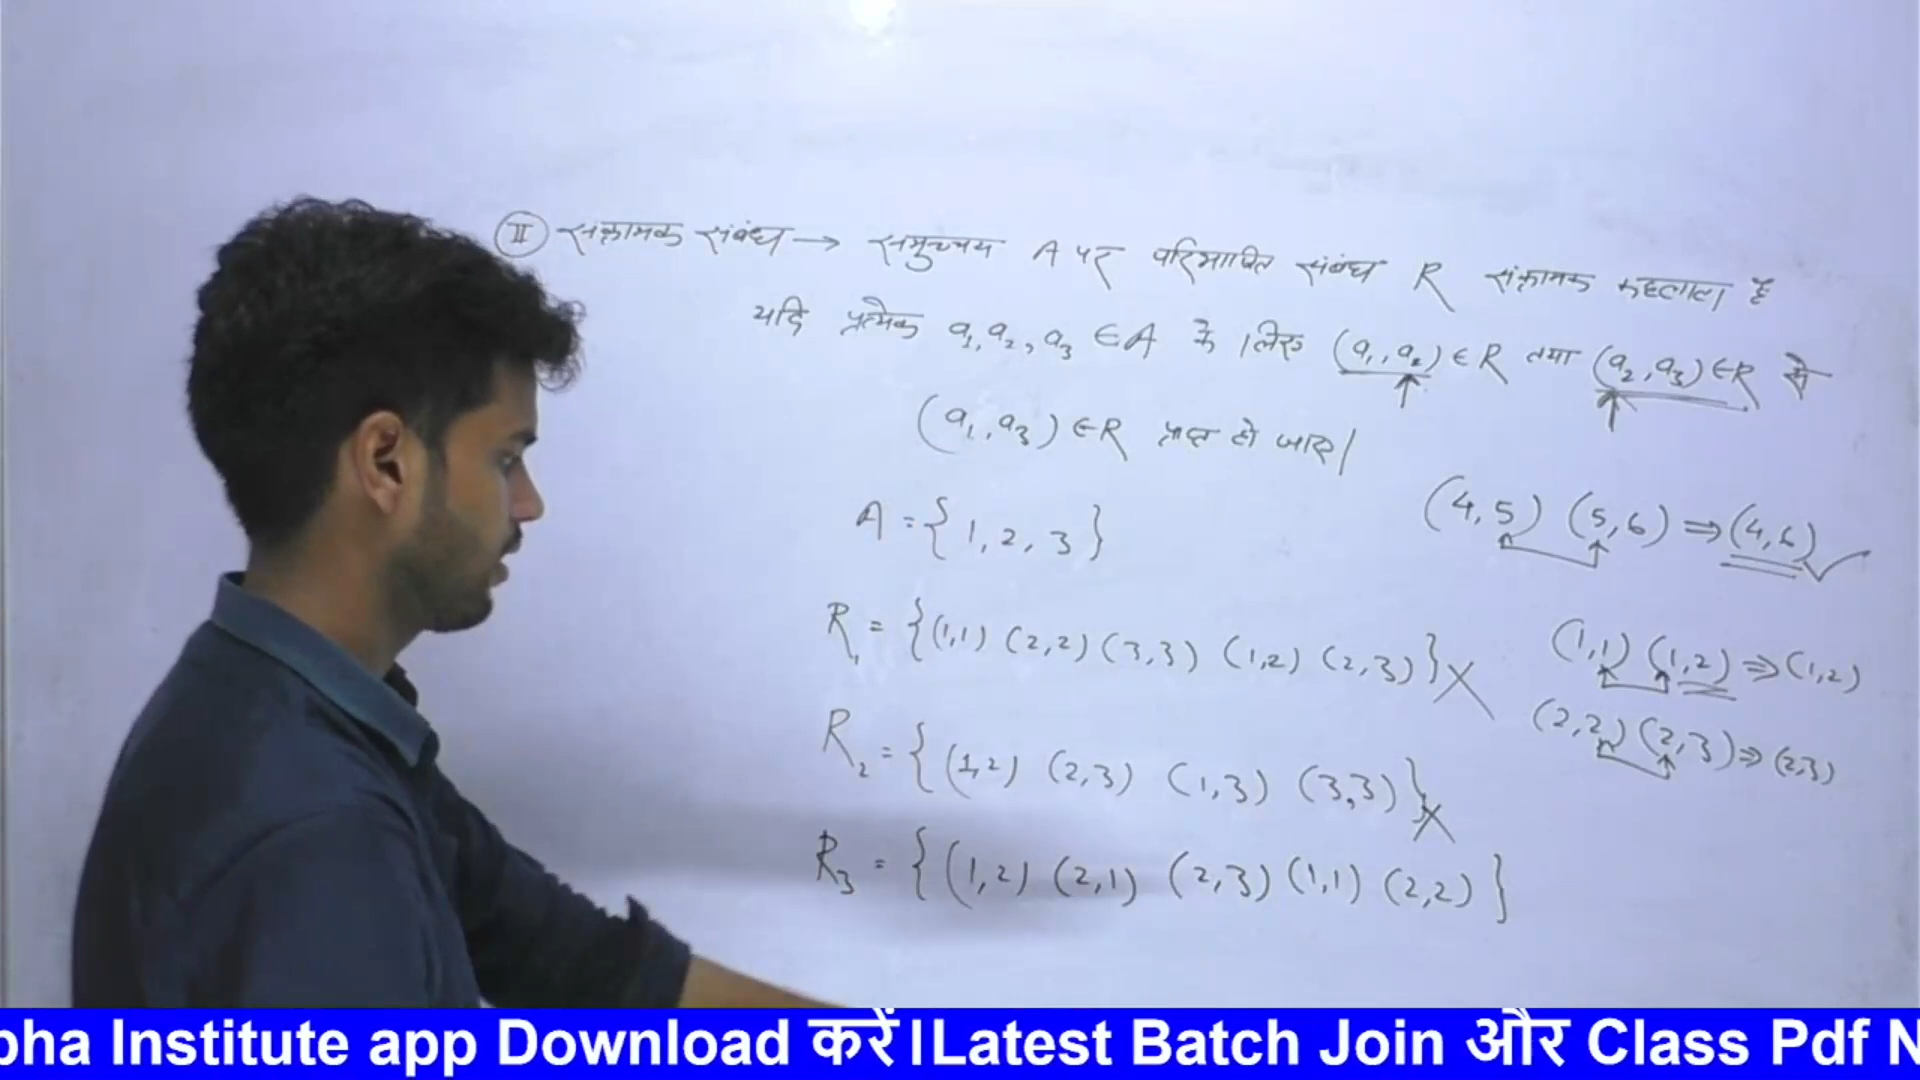 II संक्रामक संबंध → समुच्चय A पर परिभाषित संबंध R संक्रामक कहलाता है
यदि प्रत्येक a₁, a₂, a₃ ∈ A के लिए (a₁, a₂) ∈ R तथा (a₂, a₃) ∈ R से
(a₁, a₃) ∈ R प्राप्त हो जाए।
A = { 1, 2, 3 }
(4,5) (5,6) ⇒ (4,6) ✓
R₁ = { (1,1) (2,2) (3,3) (1,2) (2,3) } ×
(1,1) (1,2) ⇒ (1,2)
(2,2) (2,3) ⇒ (2,3)
R₂ = { (1,2) (2,3) (1,3) (3,3) } ×
R₃ = { (1,2) (2,1) (2,3) (1,1) (2,2) }
pha Institute app Download करें।Latest Batch Join और Class Pdf N